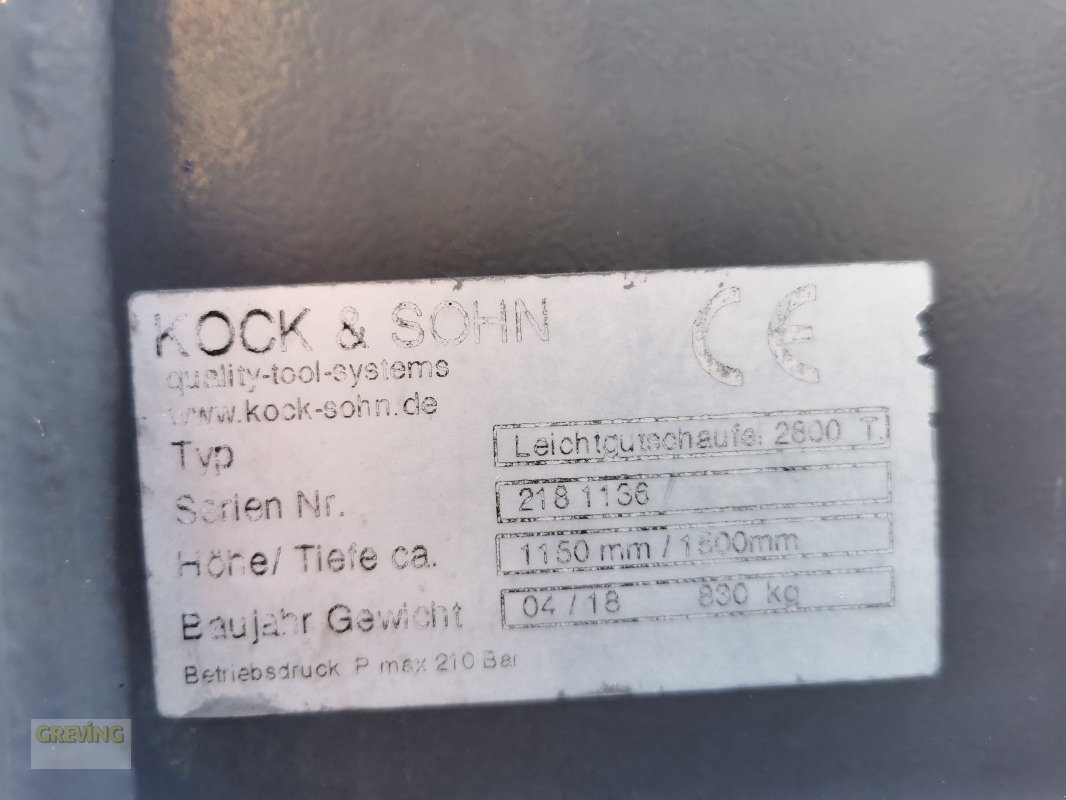 KOCK & SOHN
quality-tool-systems
www.kock-sohn.de
CE
Typ Leichtgutschaufel 2800 T.
Serien Nr. 218 1156
Höhe/ Tiefe ca. 1150 mm / 1500mm
Baujahr Gewicht 04 / 18 830 kg
Betriebsdruck P max 210 Bar
GREVING